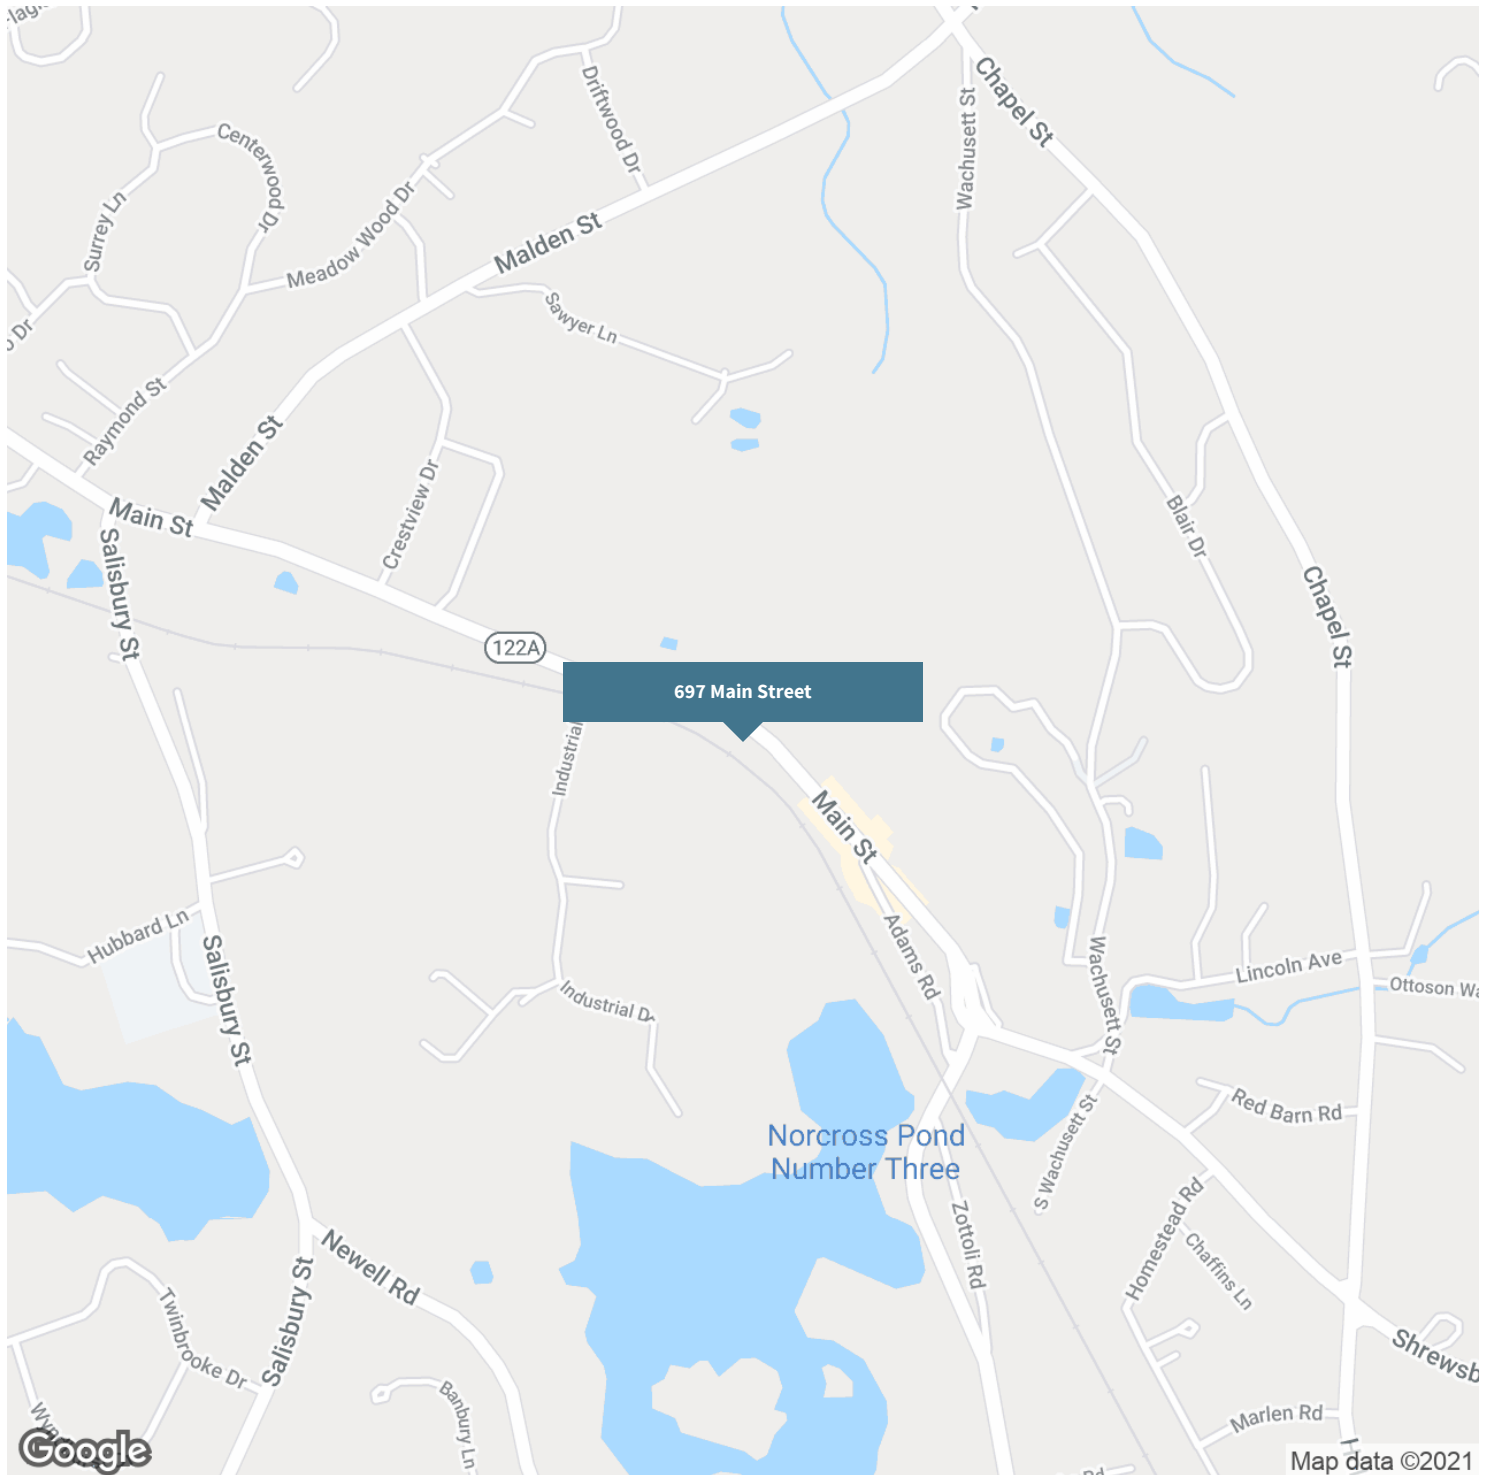 Chapel St
Driftwood Dr
Wachusett St
Centerwood Dr
Surrey Ln
Meadow Wood Dr
Malden St
Sawyer Ln
Raymond St
Malden St
Main St
Crestview Dr
Blair Dr
Salisbury St
Chapel St
122A
697 Main Street
Industrial
Main St
Hubbard Ln
Salisbury St
Adams Rd
Wachusett St
Lincoln Ave
Ottoson Wa
Industrial Dr
Red Barn Rd
S Wachusett St
Norcross Pond
Number Three
Homestead Rd
Zottoli Rd
Chaffins Ln
Newell Rd
Salisbury St
Twinbrooke Dr
Shrewsb
Banbury Ln
Marlen Rd
Google
Map data ©2021